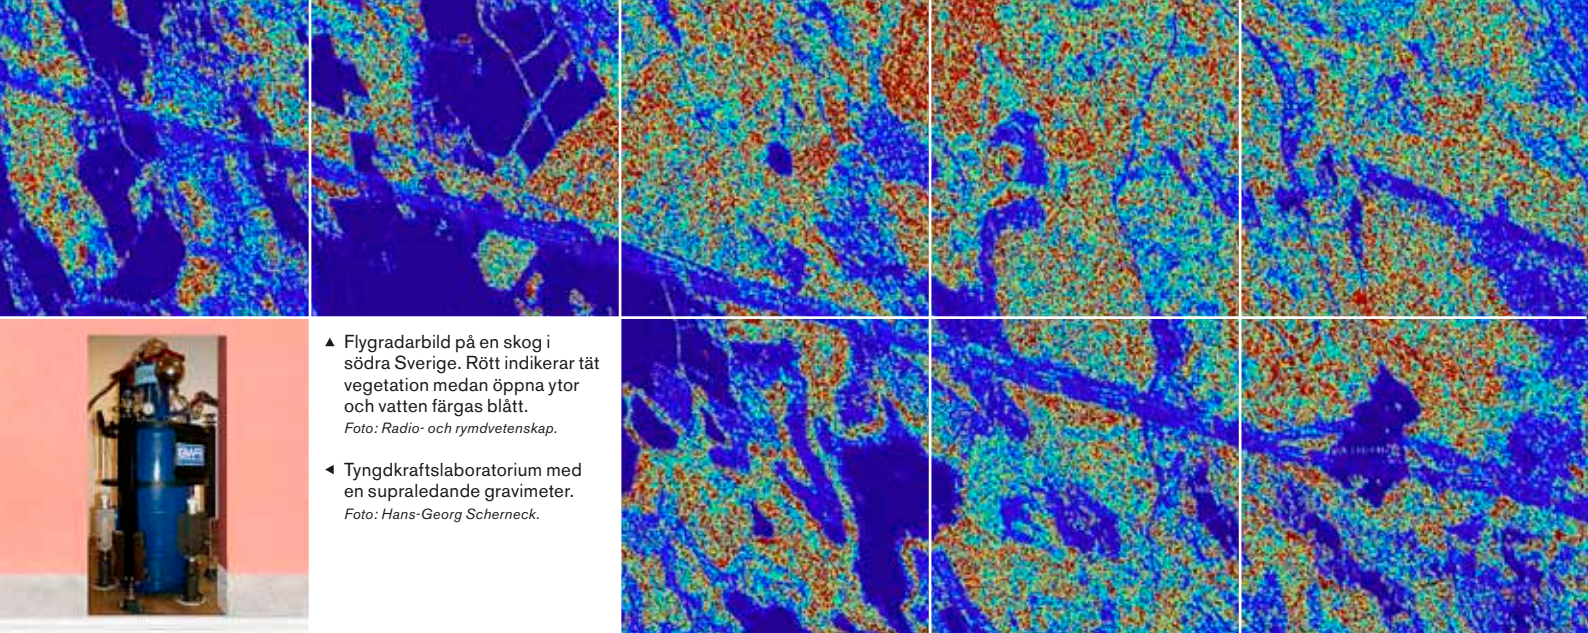 ▲ Flygradarbild på en skog i
södra Sverige. Rött indikerar tät
vegetation medan öppna ytor
och vatten färgas blått.
Foto: Radio- och rymdvetenskap.
◄ Tyngdkraftslaboratorium med
en supraledande gravimeter.
Foto: Hans-Georg Scherneck.
GWR